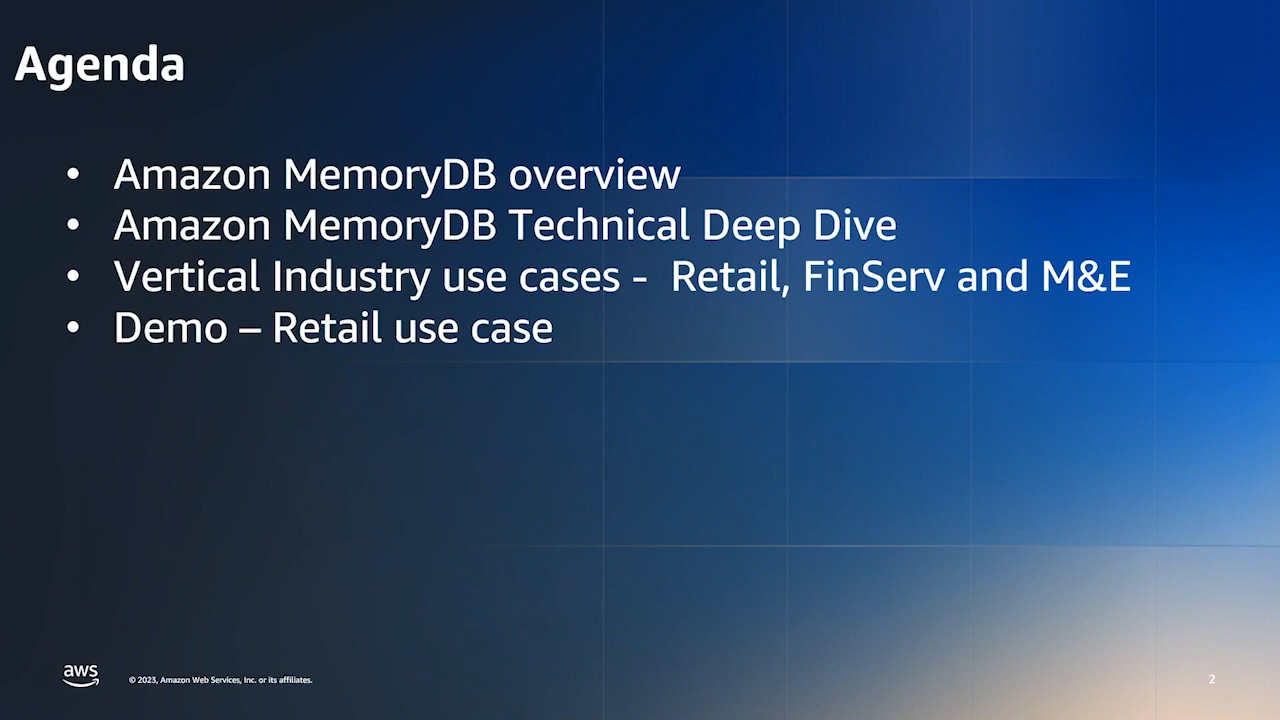 Agenda
• Amazon MemoryDB overview
• Amazon MemoryDB Technical Deep Dive
• Vertical Industry use cases -  Retail, FinServ and M&E
• Demo – Retail use case
aws
© 2023, Amazon Web Services, Inc. or its affiliates.
2